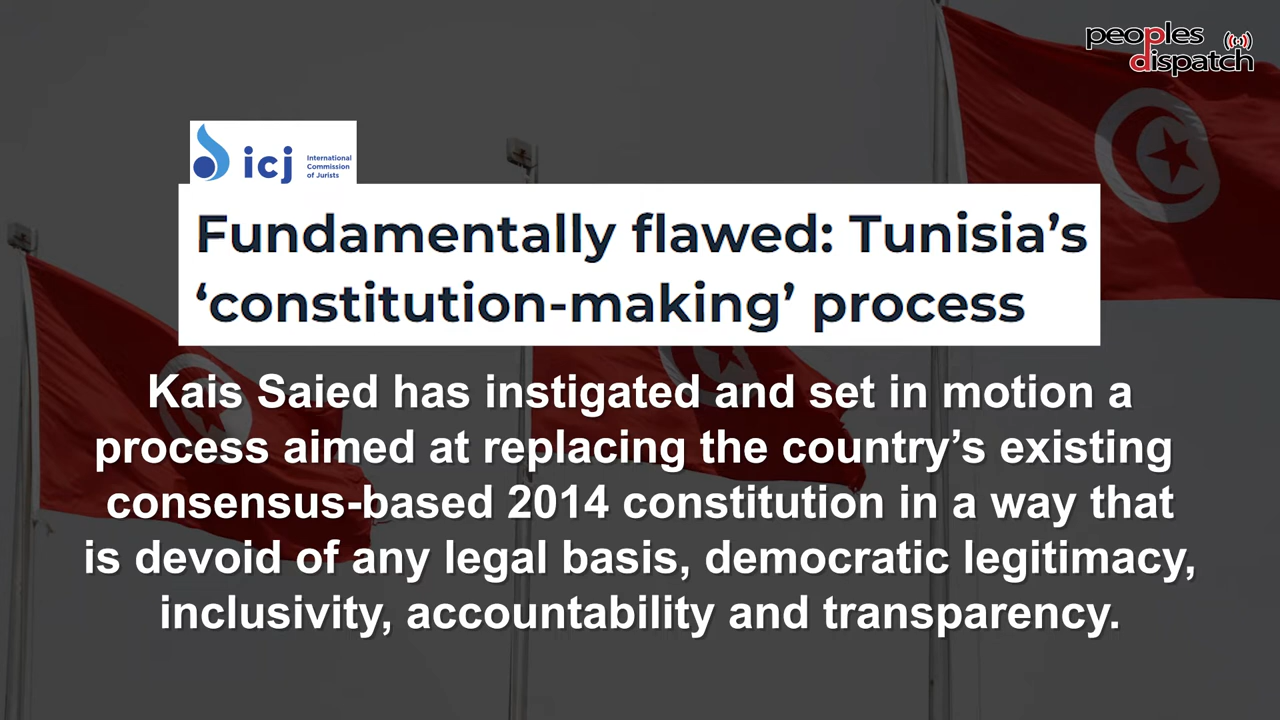 peoples
dispatch
icj
International
Commission
of Jurists
Fundamentally flawed: Tunisia’s
‘constitution-making’ process
Kais Saied has instigated and set in motion a
process aimed at replacing the country’s existing
consensus-based 2014 constitution in a way that
is devoid of any legal basis, democratic legitimacy,
inclusivity, accountability and transparency.